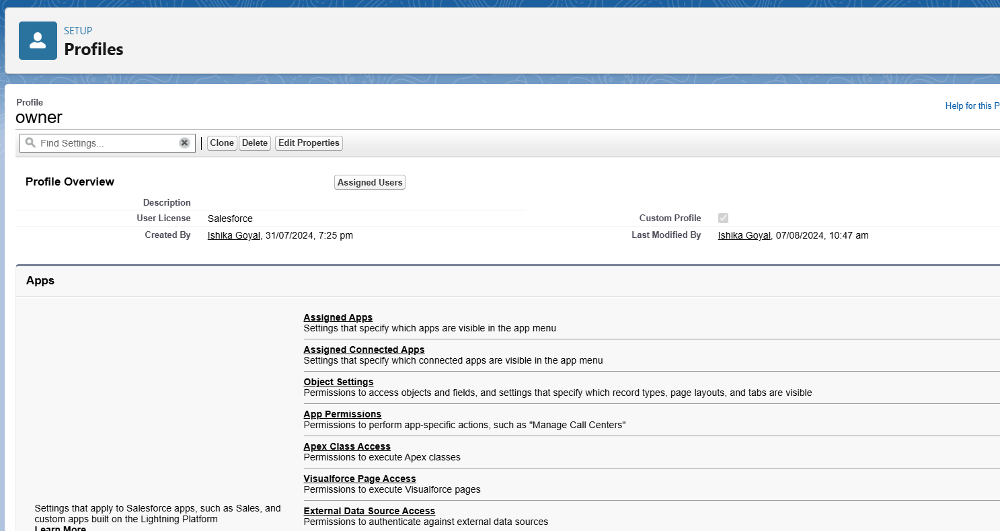 SETUP
Profiles
Profile
owner
Help for this P
Find Settings...
Clone
Delete
Edit Properties
Profile Overview
Assigned Users
Description
User License Salesforce
Custom Profile
Created By Ishika Goyal, 31/07/2024, 7:25 pm
Last Modified By Ishika Goyal, 07/08/2024, 10:47 am
Apps
Assigned Apps
Settings that specify which apps are visible in the app menu
Assigned Connected Apps
Settings that specify which connected apps are visible in the app menu
Object Settings
Permissions to access objects and fields, and settings that specify which record types, page layouts, and tabs are visible
App Permissions
Permissions to perform app-specific actions, such as "Manage Call Centers"
Apex Class Access
Permissions to execute Apex classes
Visualforce Page Access
Permissions to execute Visualforce pages
External Data Source Access
Permissions to authenticate against external data sources
Settings that apply to Salesforce apps, such as Sales, and
custom apps built on the Lightning Platform
Learn More